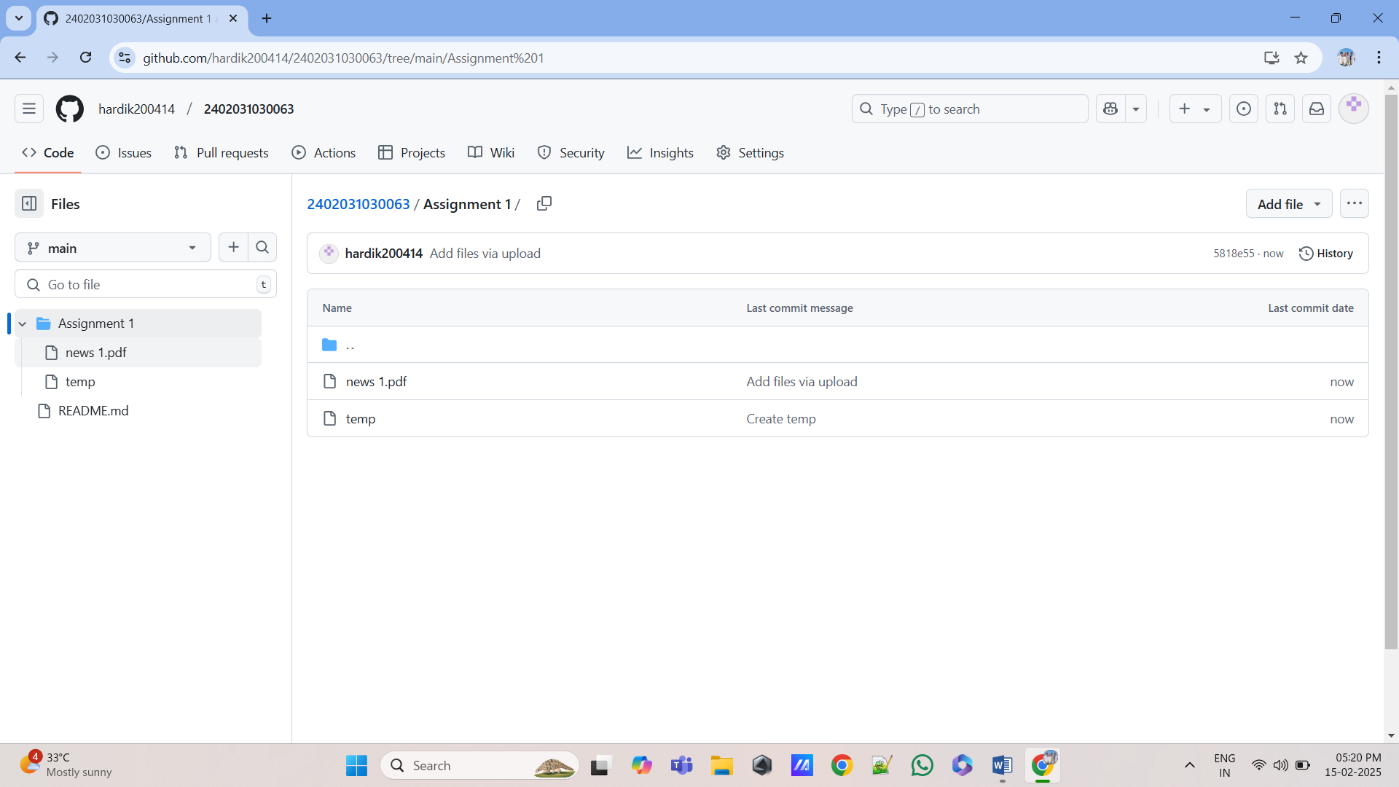 2402031030063/Assignment 1
github.com/hardik200414/2402031030063/tree/main/Assignment%201
hardik200414 / 2402031030063
Type / to search
Code
Issues
Pull requests
Actions
Projects
Wiki
Security
Insights
Settings
Files
2402031030063 / Assignment 1 /
Add file
main
hardik200414 Add files via upload
5818e55 · now
History
Go to file
t
Name
Last commit message
Last commit date
Assignment 1
..
news 1.pdf
news 1.pdf
Add files via upload
now
temp
temp
Create temp
now
README.md
4
33°C
Mostly sunny
Search
ENG
IN
05:20 PM
15-02-2025